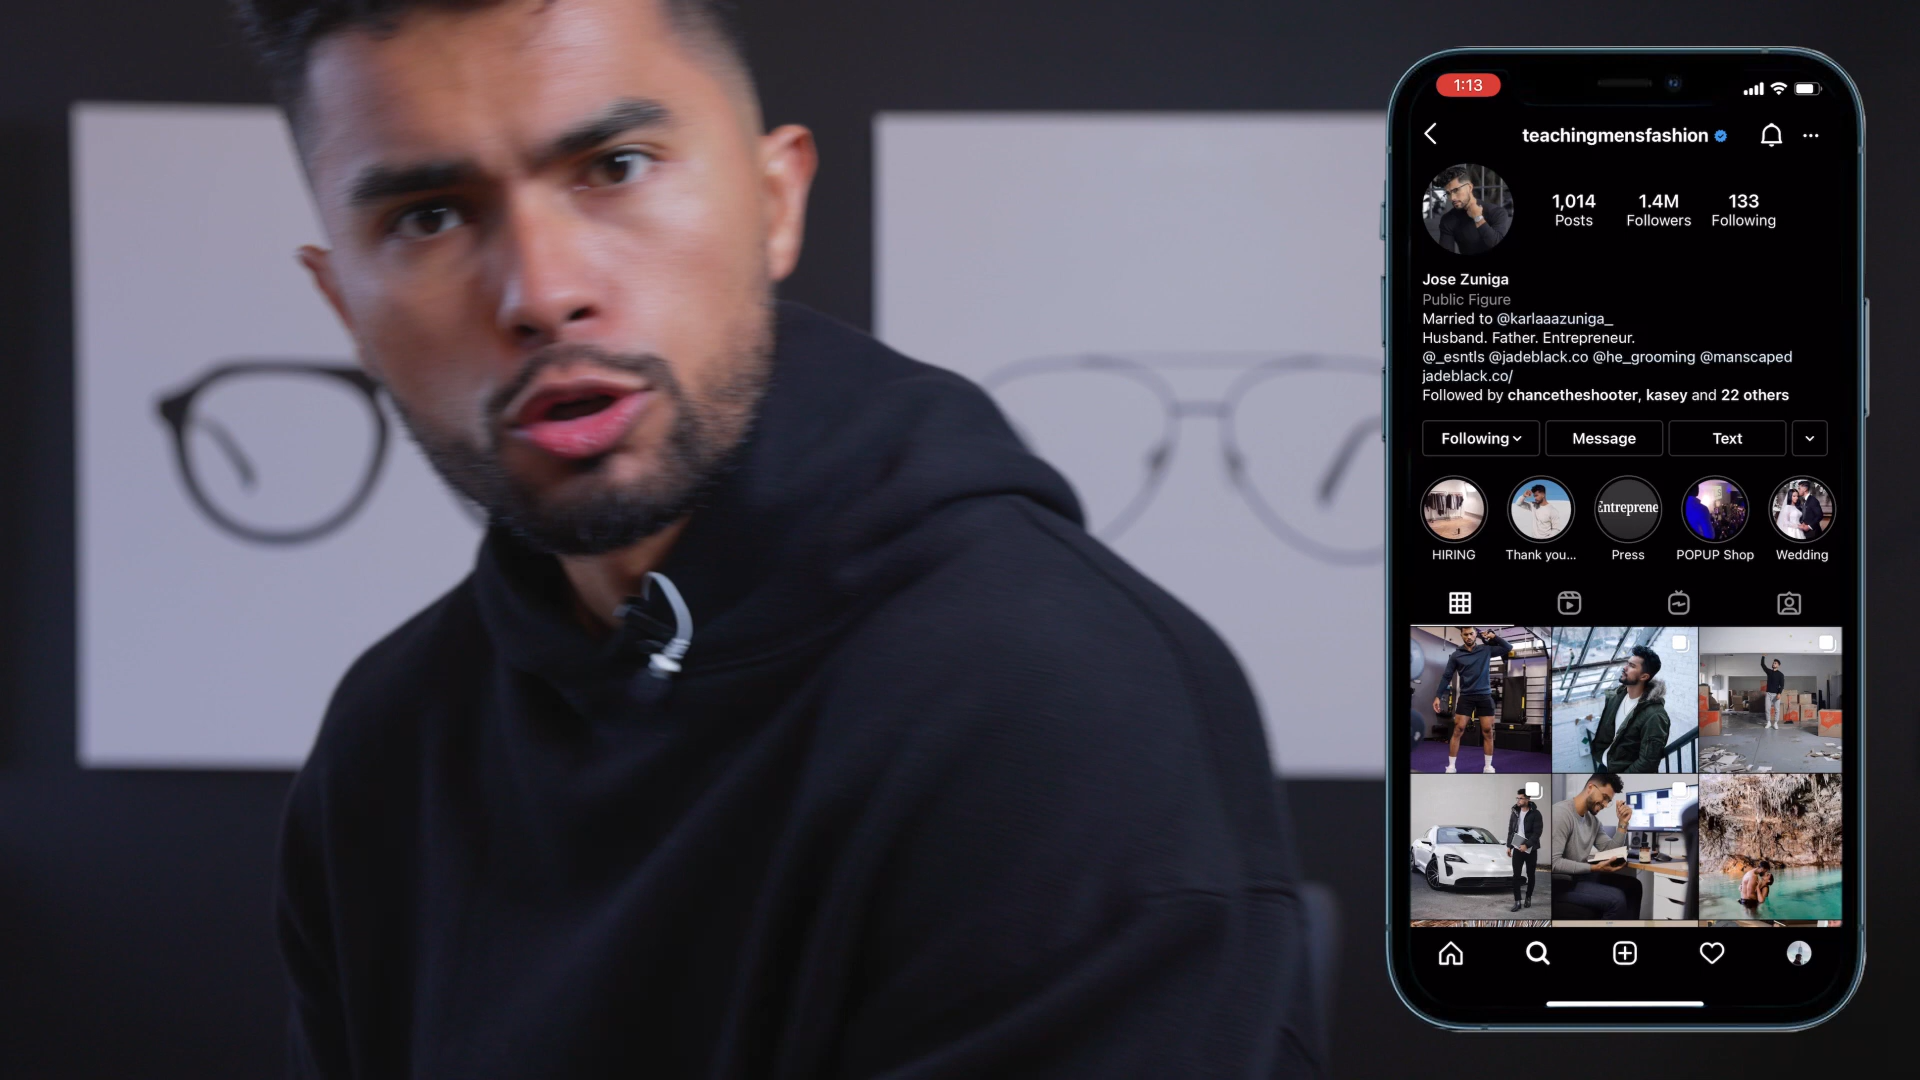 1:13
teachingmensfashion
1,014
Posts
1.4M
Followers
133
Following
Jose Zuniga
Public Figure
Married to @karlaaazuniga_
Husband. Father. Entrepreneur.
@_esntls @jadeblack.co @he_grooming @manscaped
jadeblack.co/
Followed by chancetheshooter, kasey and 22 others
Following
Message
Text
Entreprene
HIRING
Thank you...
Press
POPUP Shop
Wedding